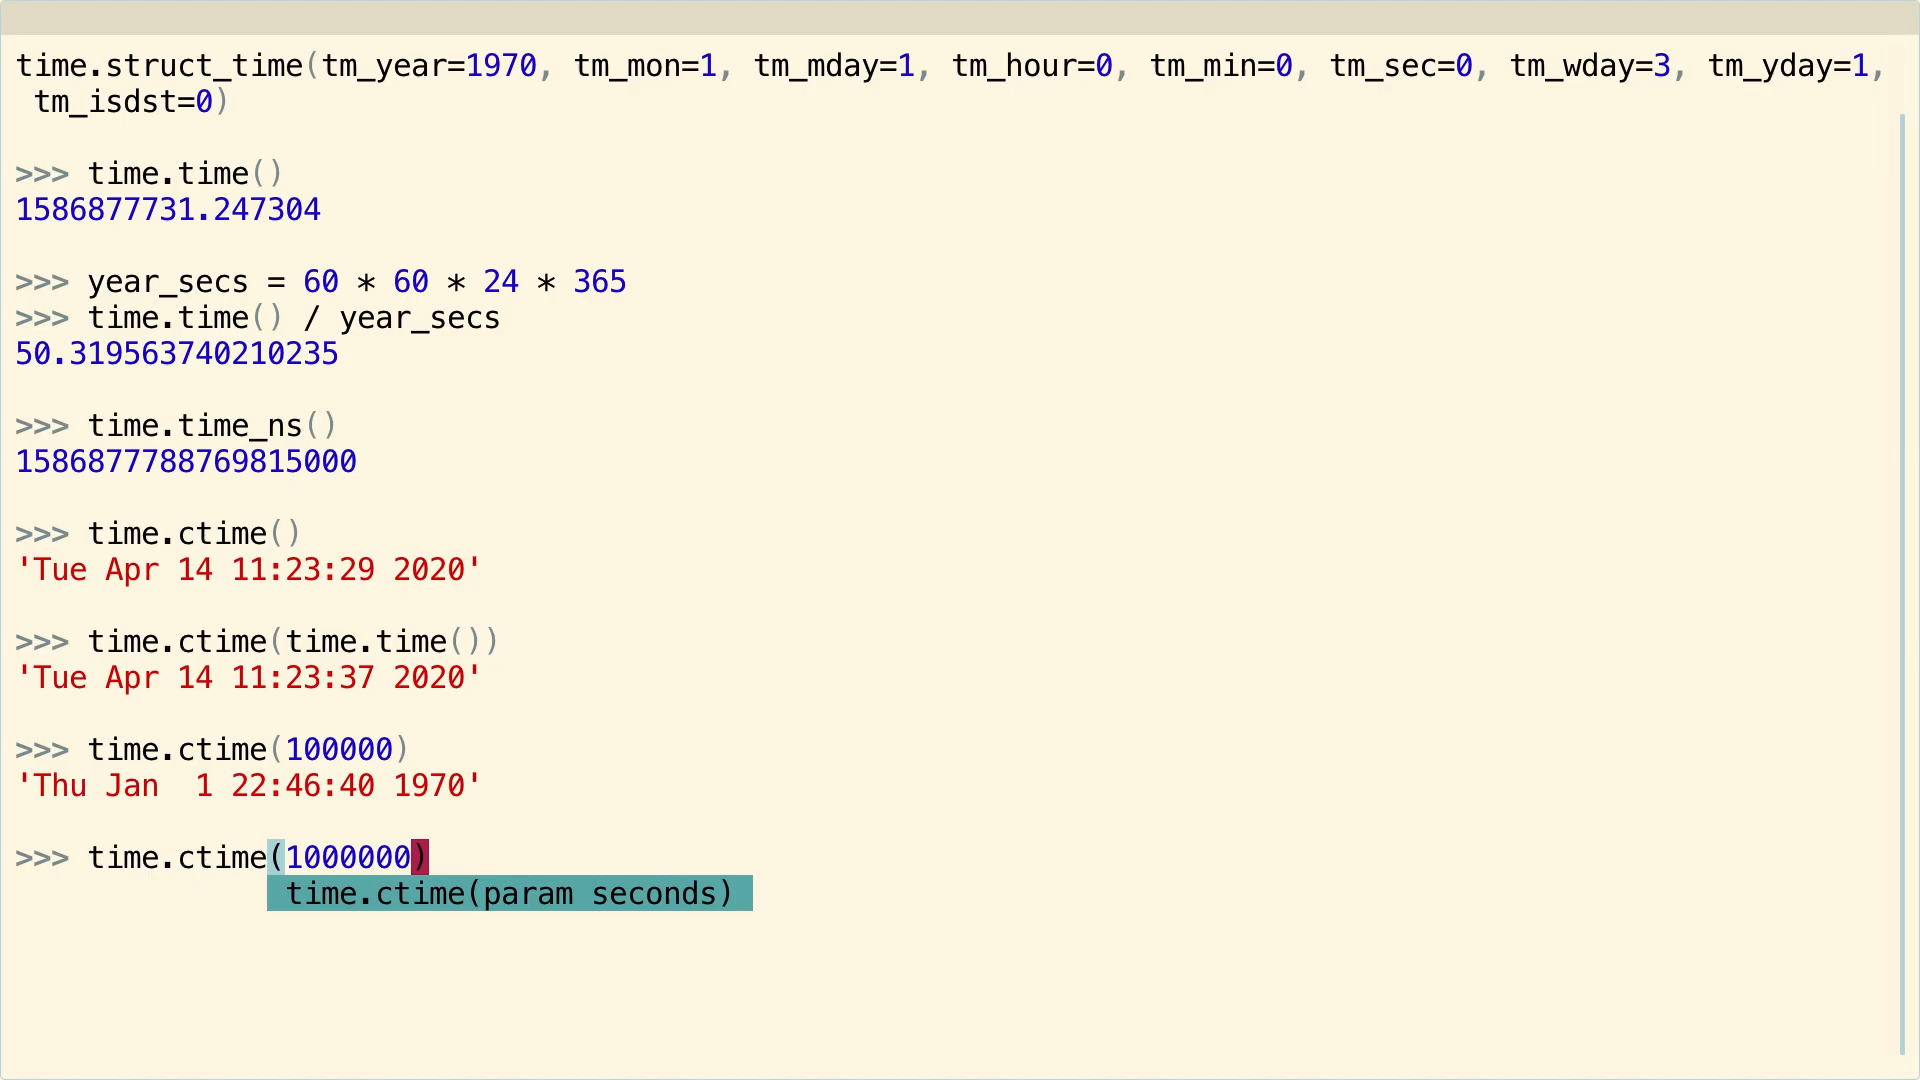 time.struct_time(tm_year=1970, tm_mon=1, tm_mday=1, tm_hour=0, tm_min=0, tm_sec=0, tm_wday=3, tm_yday=1,
 tm_isdst=0)
>>> time.time()
1586877731.247304
>>> year_secs = 60 * 60 * 24 * 365
>>> time.time() / year_secs
50.319563740210235
>>> time.time_ns()
1586877788769815000
>>> time.ctime()
'Tue Apr 14 11:23:29 2020'
>>> time.ctime(time.time())
'Tue Apr 14 11:23:37 2020'
>>> time.ctime(100000)
'Thu Jan  1 22:46:40 1970'
>>> time.ctime(1000000)
time.ctime(param seconds)